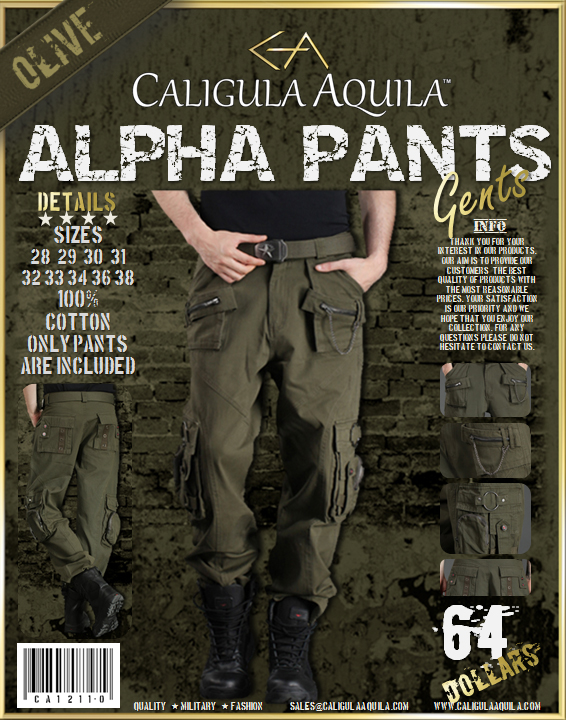 OLIVE
CALIGULA AQUILA™
ALPHA PANTS
Gents
DETAILS
SIZES
28 29 30 31
32 33 34 36 38
100%
COTTON
ONLY PANTS
ARE INCLUDED
INFO
THANK YOU FOR YOUR
INTEREST IN OUR PRODUCTS.
OUR AIM IS TO PROVIDE OUR
CUSTOMERS THE BEST
QUALITY OF PRODUCTS WITH
THE MOST REASONABLE
PRICES. YOUR SATISFACTION
IS OUR PRIORITY AND WE
HOPE THAT YOU ENJOY OUR
COLLECTION. FOR ANY
QUESTIONS PLEASE DO NOT
HESITATE TO CONTACT US.
64
DOLLARS
CA1211-0
QUALITY ★ MILITARY ★ FASHION
SALES@CALIGULAAQUILA.COM
WWW.CALIGULAAQUILA.COM